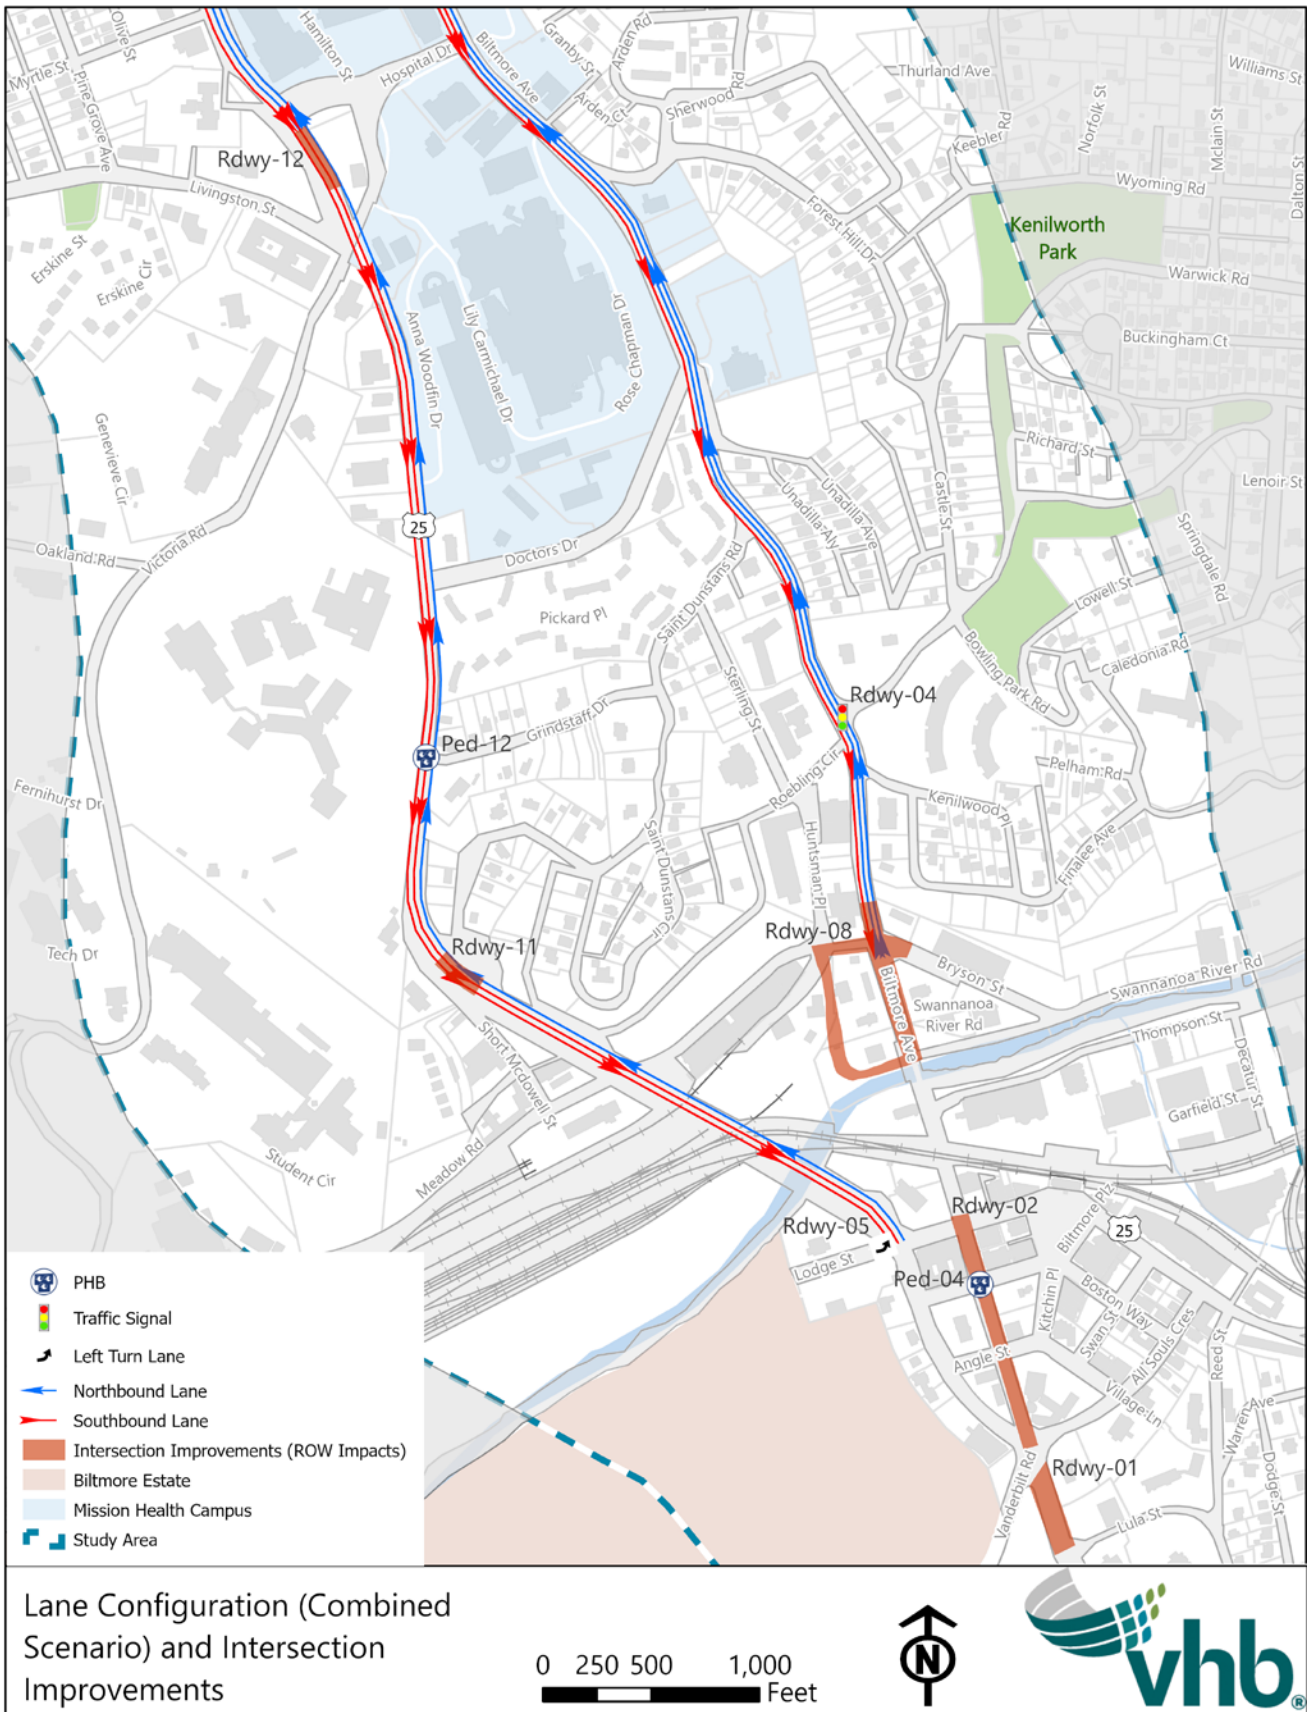 Olive St
Hamilton St
Hospital Dr
Biltmore Ave
Granby St
Arden Rd
Arden Ct
Sherwood Rd
Thurland Ave
Williams St
Myrtle St
Pine Grove Ave
Keebler Rd
Norfolk St
Mclain St
Dalton St
Rdwy-12
Livingston St
Wyoming Rd
Forest Hill Dr
Kenilworth
Park
Erskine St
Erskine Cir
Warwick Rd
Buckingham Ct
Anna Woodfin Dr
Lily Carmichael Dr
Rose Chapman Dr
Genevieve Cir
Richard St
Lenoir St
Castle St
Unadilla Ave
Unadilla Aly
25
Oakland Rd
Victoria Rd
Doctors Dr
Springdale Rd
Saint Dunstans Rd
Lowell St
Pickard Pl
Caledonia Rd
Bowling Park Rd
Sterling St
Rdwy-04
Grindstaff Dr
Ped-12
Roebling Cir
Pelham Rd
Fernihurst Dr
Kenilwood Pl
Huntsman Pl
Saint Dunstans Cir
Finalee Ave
Tech Dr
Rdwy-11
Rdwy-08
Biltmore Ave
Bryson St
Swannanoa River Rd
Swannanoa
River Rd
Short Mcdowell St
Thompson St
Decatur St
Garfield St
Student Cir
Meadow Rd
Rdwy-02
Rdwy-05
Biltmore Plz
25
Lodge St
Ped-04
Kitchin Pl
Boston Way
Swan St
All Souls Cres
Reed St
Angle St
Village Ln
Warren Ave
Dodge St
Vanderbilt Rd
Rdwy-01
Lula St
PHB
Traffic Signal
Left Turn Lane
Northbound Lane
Southbound Lane
Intersection Improvements (ROW Impacts)
Biltmore Estate
Mission Health Campus
Study Area
Lane Configuration (Combined
Scenario) and Intersection
Improvements
0 250 500 1,000
Feet
N
vhb®